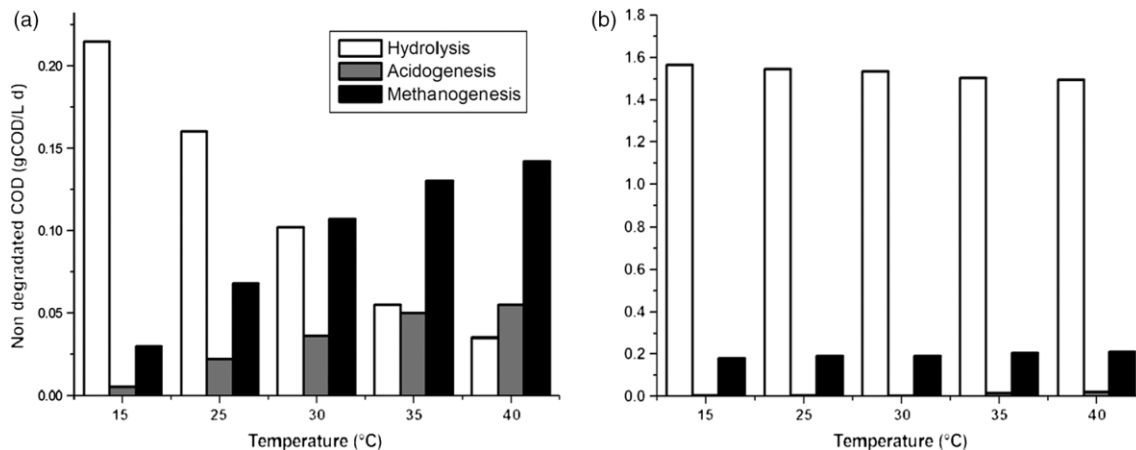 (a)
Non degradated COD (gCOD/L d)
0.20
0.15
0.10
0.05
0.00
Hydrolysis
Acidogenesis
Methanogenesis
15 25 30 35 40
Temperature (°C)
(b)
1.8
1.6
1.4
1.2
1.0
0.8
0.6
0.4
0.2
0.0
15 25 30 35 40
Temperature (°C)